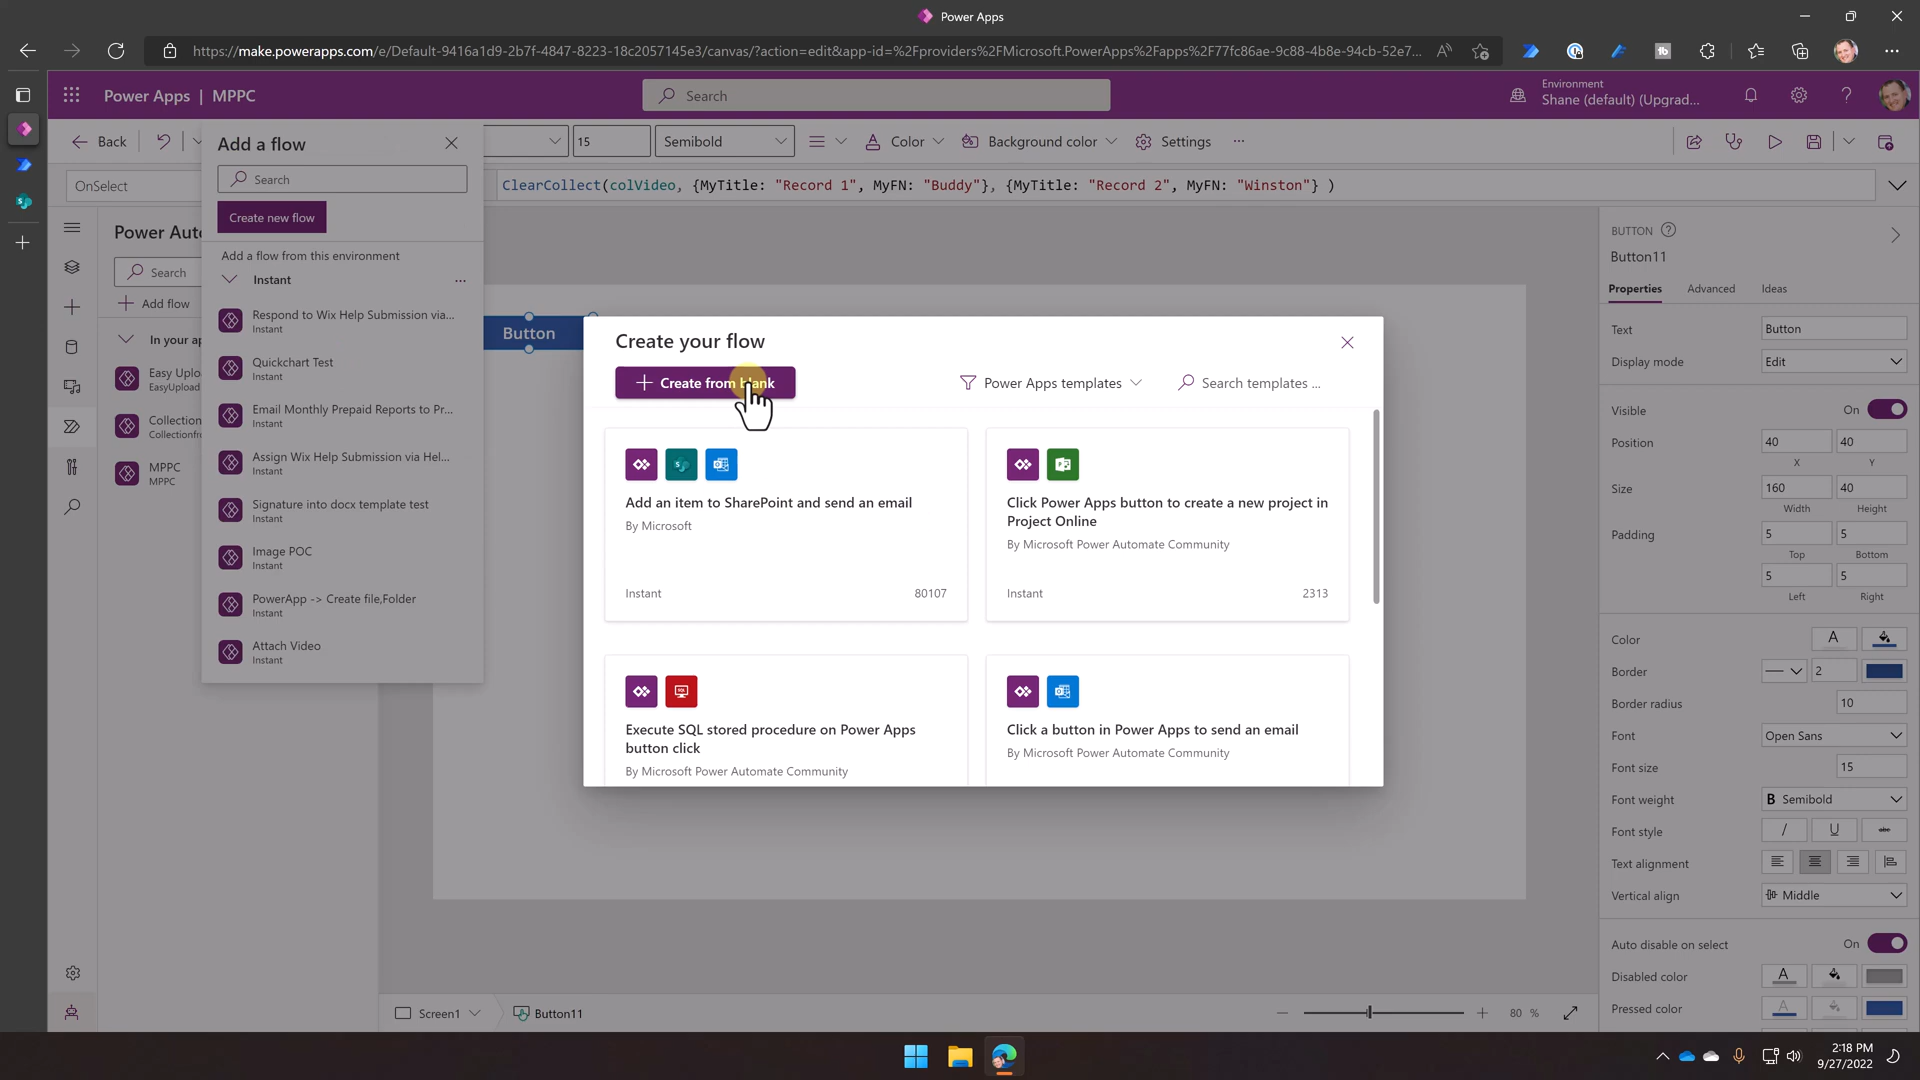 Power Apps
https://make.powerapps.com/e/Default-9416a1d9-2b7f-4847-8223-18c2057145e3/canvas/?action=edit&app-id=%2Fproviders%2FMicrosoft.PowerApps%2Fapps%2F77fc86ae-9c88-4b8e-94cb-52e7...
Power Apps | MPPC
Search
Environment
Shane (default) (Upgrad...
Back
15
Semibold
Color
Background color
Settings
OnSelect
ClearCollect(colVideo, {MyTitle: "Record 1", MyFN: "Buddy"}, {MyTitle: "Record 2", MyFN: "Winston"} )
Power Aut
Search
Add flow
In your ap
Easy Uplo
EasyUpload
Collection
Collectionfr
MPPC
MPPC
Add a flow
Search
Create new flow
Add a flow from this environment
Instant
Respond to Wix Help Submission via...
Instant
Quickchart Test
Instant
Email Monthly Prepaid Reports to Pr...
Instant
Assign Wix Help Submission via Hel...
Instant
Signature into docx template test
Instant
Image POC
Instant
PowerApp -> Create file,Folder
Instant
Attach Video
Instant
Button
Create your flow
Create from blank
Power Apps templates
Search templates ...
Add an item to SharePoint and send an email
By Microsoft
Instant
80107
Click Power Apps button to create a new project in
Project Online
By Microsoft Power Automate Community
Instant
2313
Execute SQL stored procedure on Power Apps
button click
By Microsoft Power Automate Community
Click a button in Power Apps to send an email
By Microsoft Power Automate Community
BUTTON
Button11
Properties
Advanced
Ideas
Text
Button
Display mode
Edit
Visible
On
Position
40
40
X
Y
Size
160
40
Width
Height
Padding
5
5
Top
Bottom
5
5
Left
Right
Color
A
Border
2
Border radius
10
Font
Open Sans
Font size
15
Font weight
B Semibold
Font style
/
U
abc
Text alignment
Vertical align
Middle
Auto disable on select
On
Disabled color
A
Pressed color
A
Screen1
Button11
80 %
2:18 PM
9/27/2022